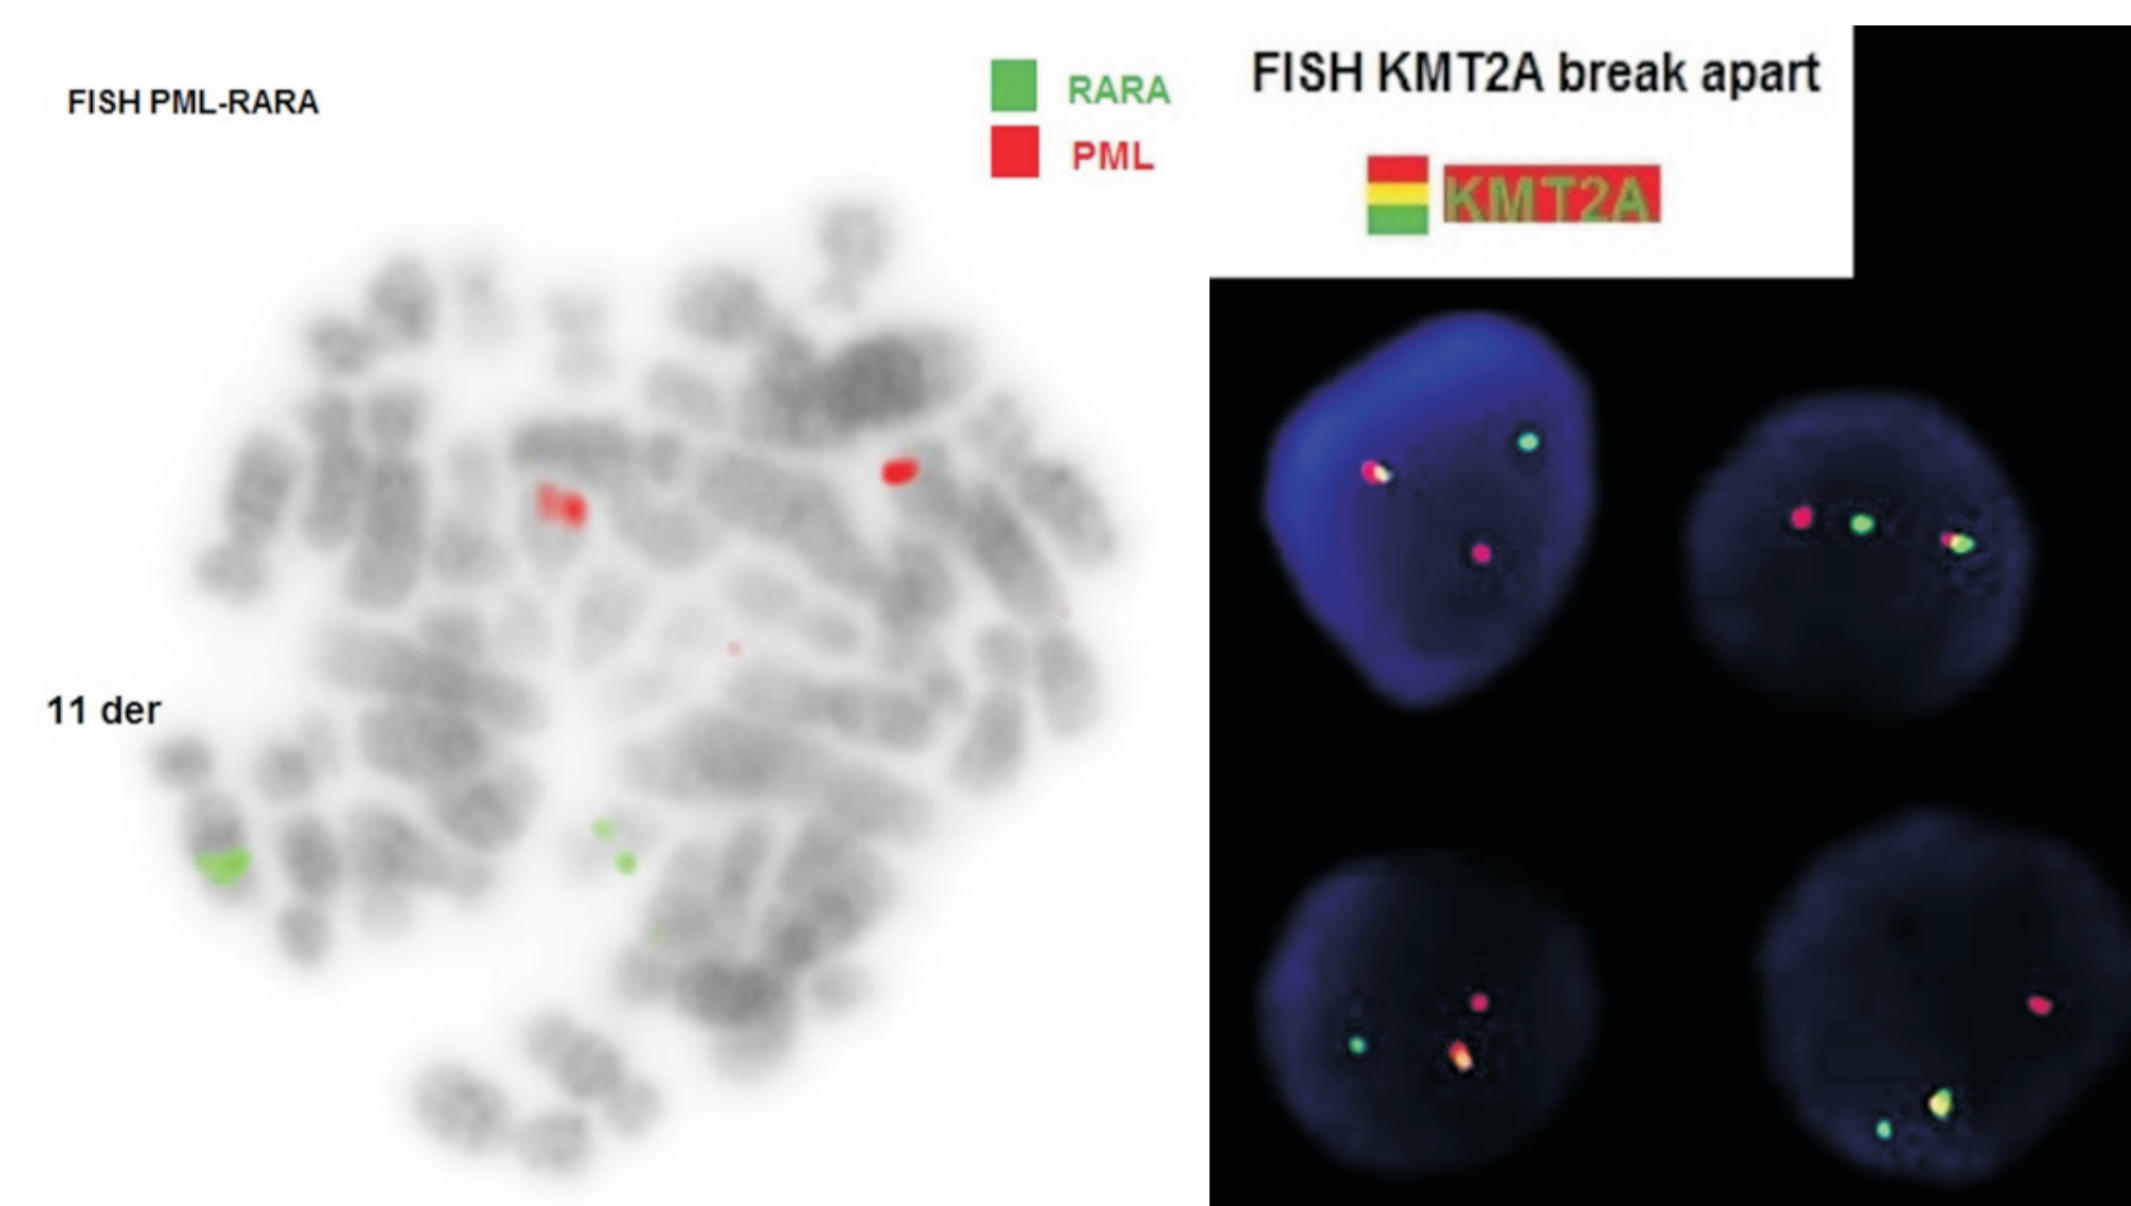 FISH PML-RARA
RARA
PML
11 der
FISH KMT2A break apart
KMT2A